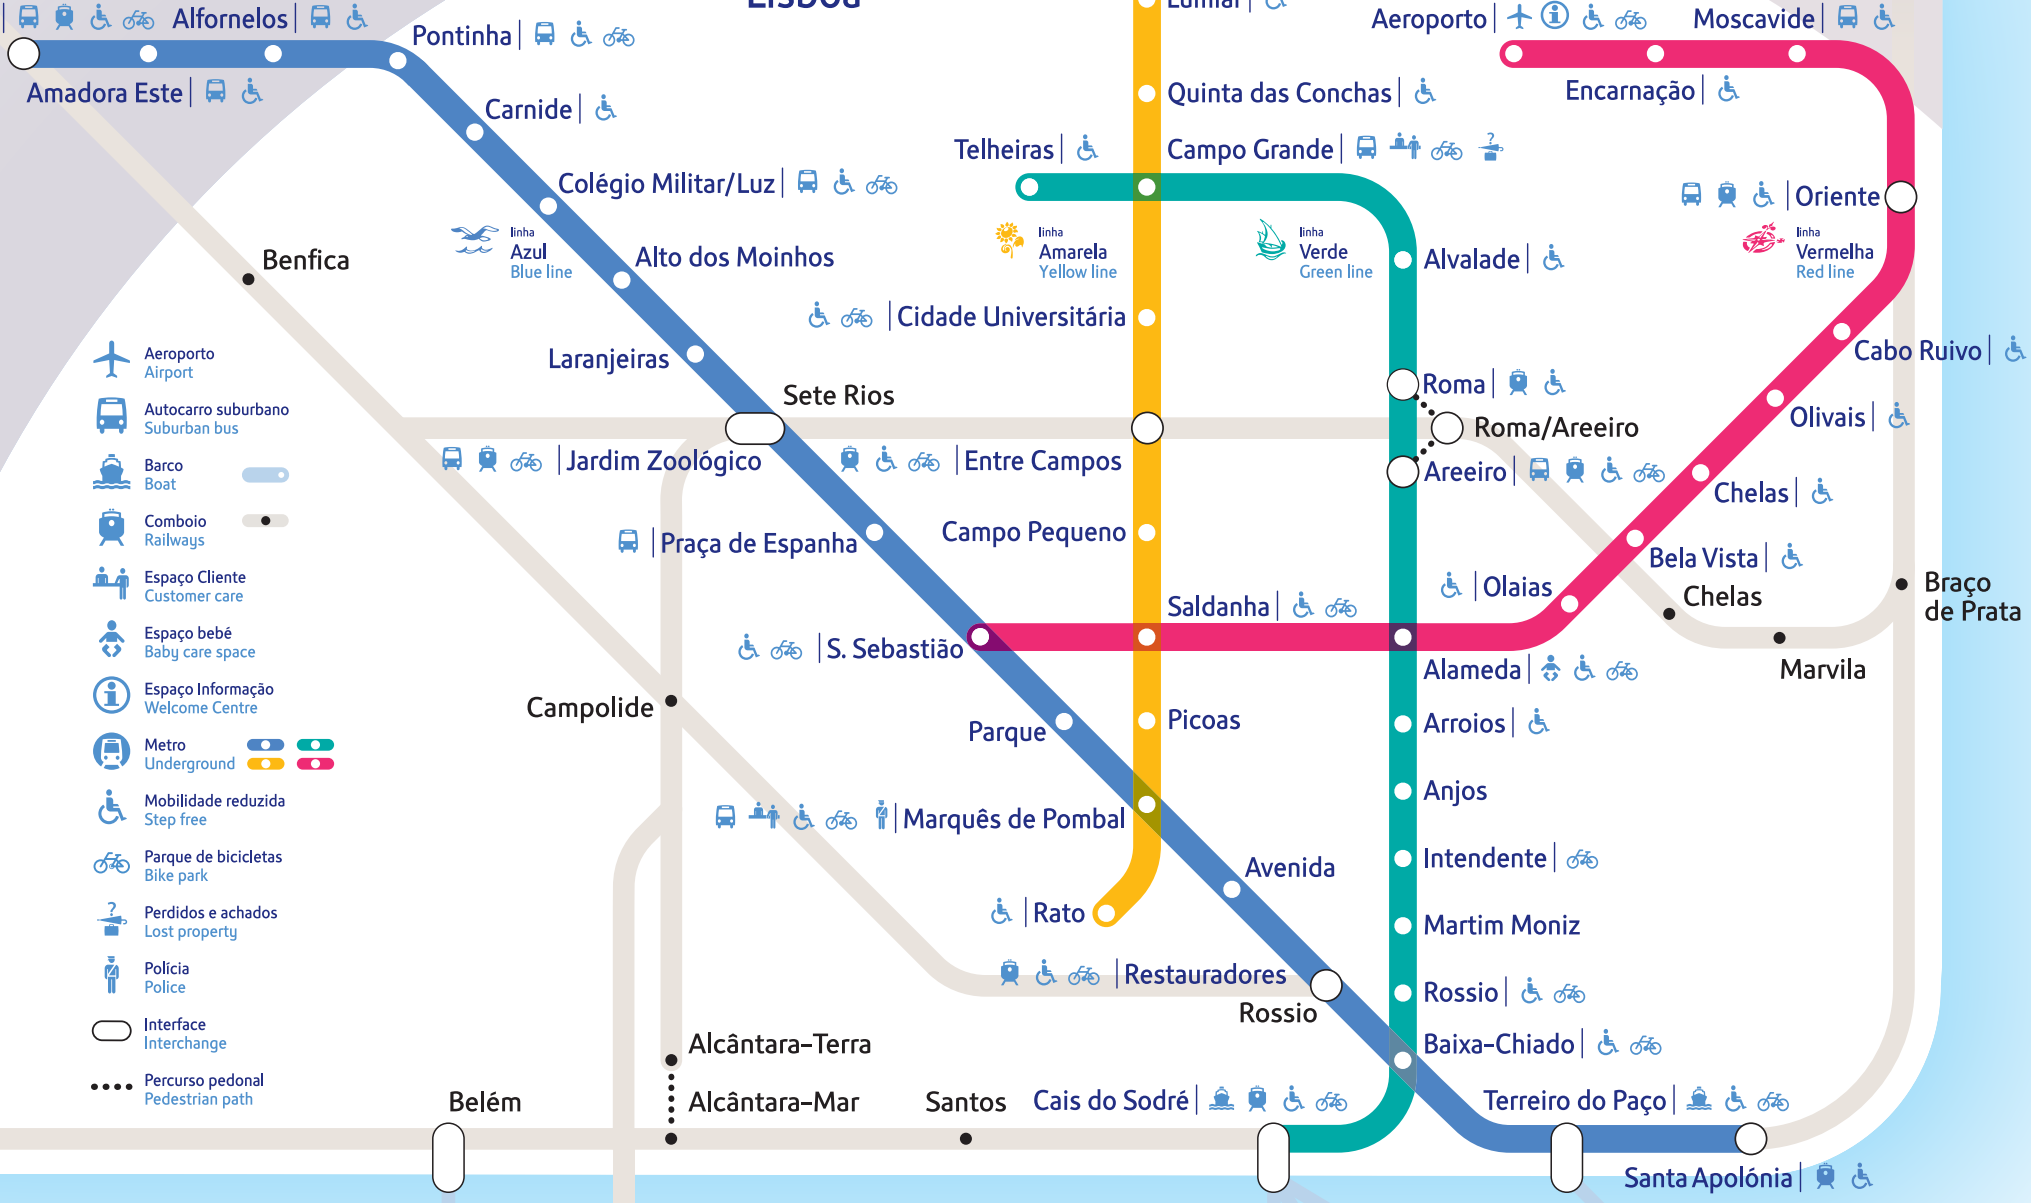 LISBOA
Lumiar
Aeroporto
Moscavide
Alfornelos
Pontinha
Amadora Este
Encarnação
Quinta das Conchas
Carnide
Telheiras
Campo Grande
?
Colégio Militar/Luz
Oriente
linha
Azul
Blue line
linha
Amarela
Yellow line
linha
Verde
Green line
linha
Vermelha
Red line
Benfica
Alto dos Moinhos
Alvalade
Cidade Universitária
Laranjeiras
Cabo Ruivo
Sete Rios
Roma
Olivais
Roma/Areeiro
Jardim Zoológico
Entre Campos
Areeiro
Chelas
Praça de Espanha
Campo Pequeno
Bela Vista
Olaias
Chelas
Braço
de Prata
Saldanha
S. Sebastião
Alameda
Marvila
Campolide
Parque
Picoas
Arroios
Anjos
Marquês de Pombal
Avenida
Intendente
Rato
Martim Moniz
Restauradores
Rossio
Rossio
Alcântara-Terra
Baixa-Chiado
Belém
Alcântara-Mar
Santos
Cais do Sodré
Terreiro do Paço
Santa Apolónia
Aeroporto
Airport
Autocarro suburbano
Suburban bus
Barco
Boat
Comboio
Railways
Espaço Cliente
Customer care
Espaço bebé
Baby care space
Espaço Informação
Welcome Centre
Metro
Underground
Mobilidade reduzida
Step free
Parque de bicicletas
Bike park
?
Perdidos e achados
Lost property
Polícia
Police
Interface
Interchange
Percurso pedonal
Pedestrian path